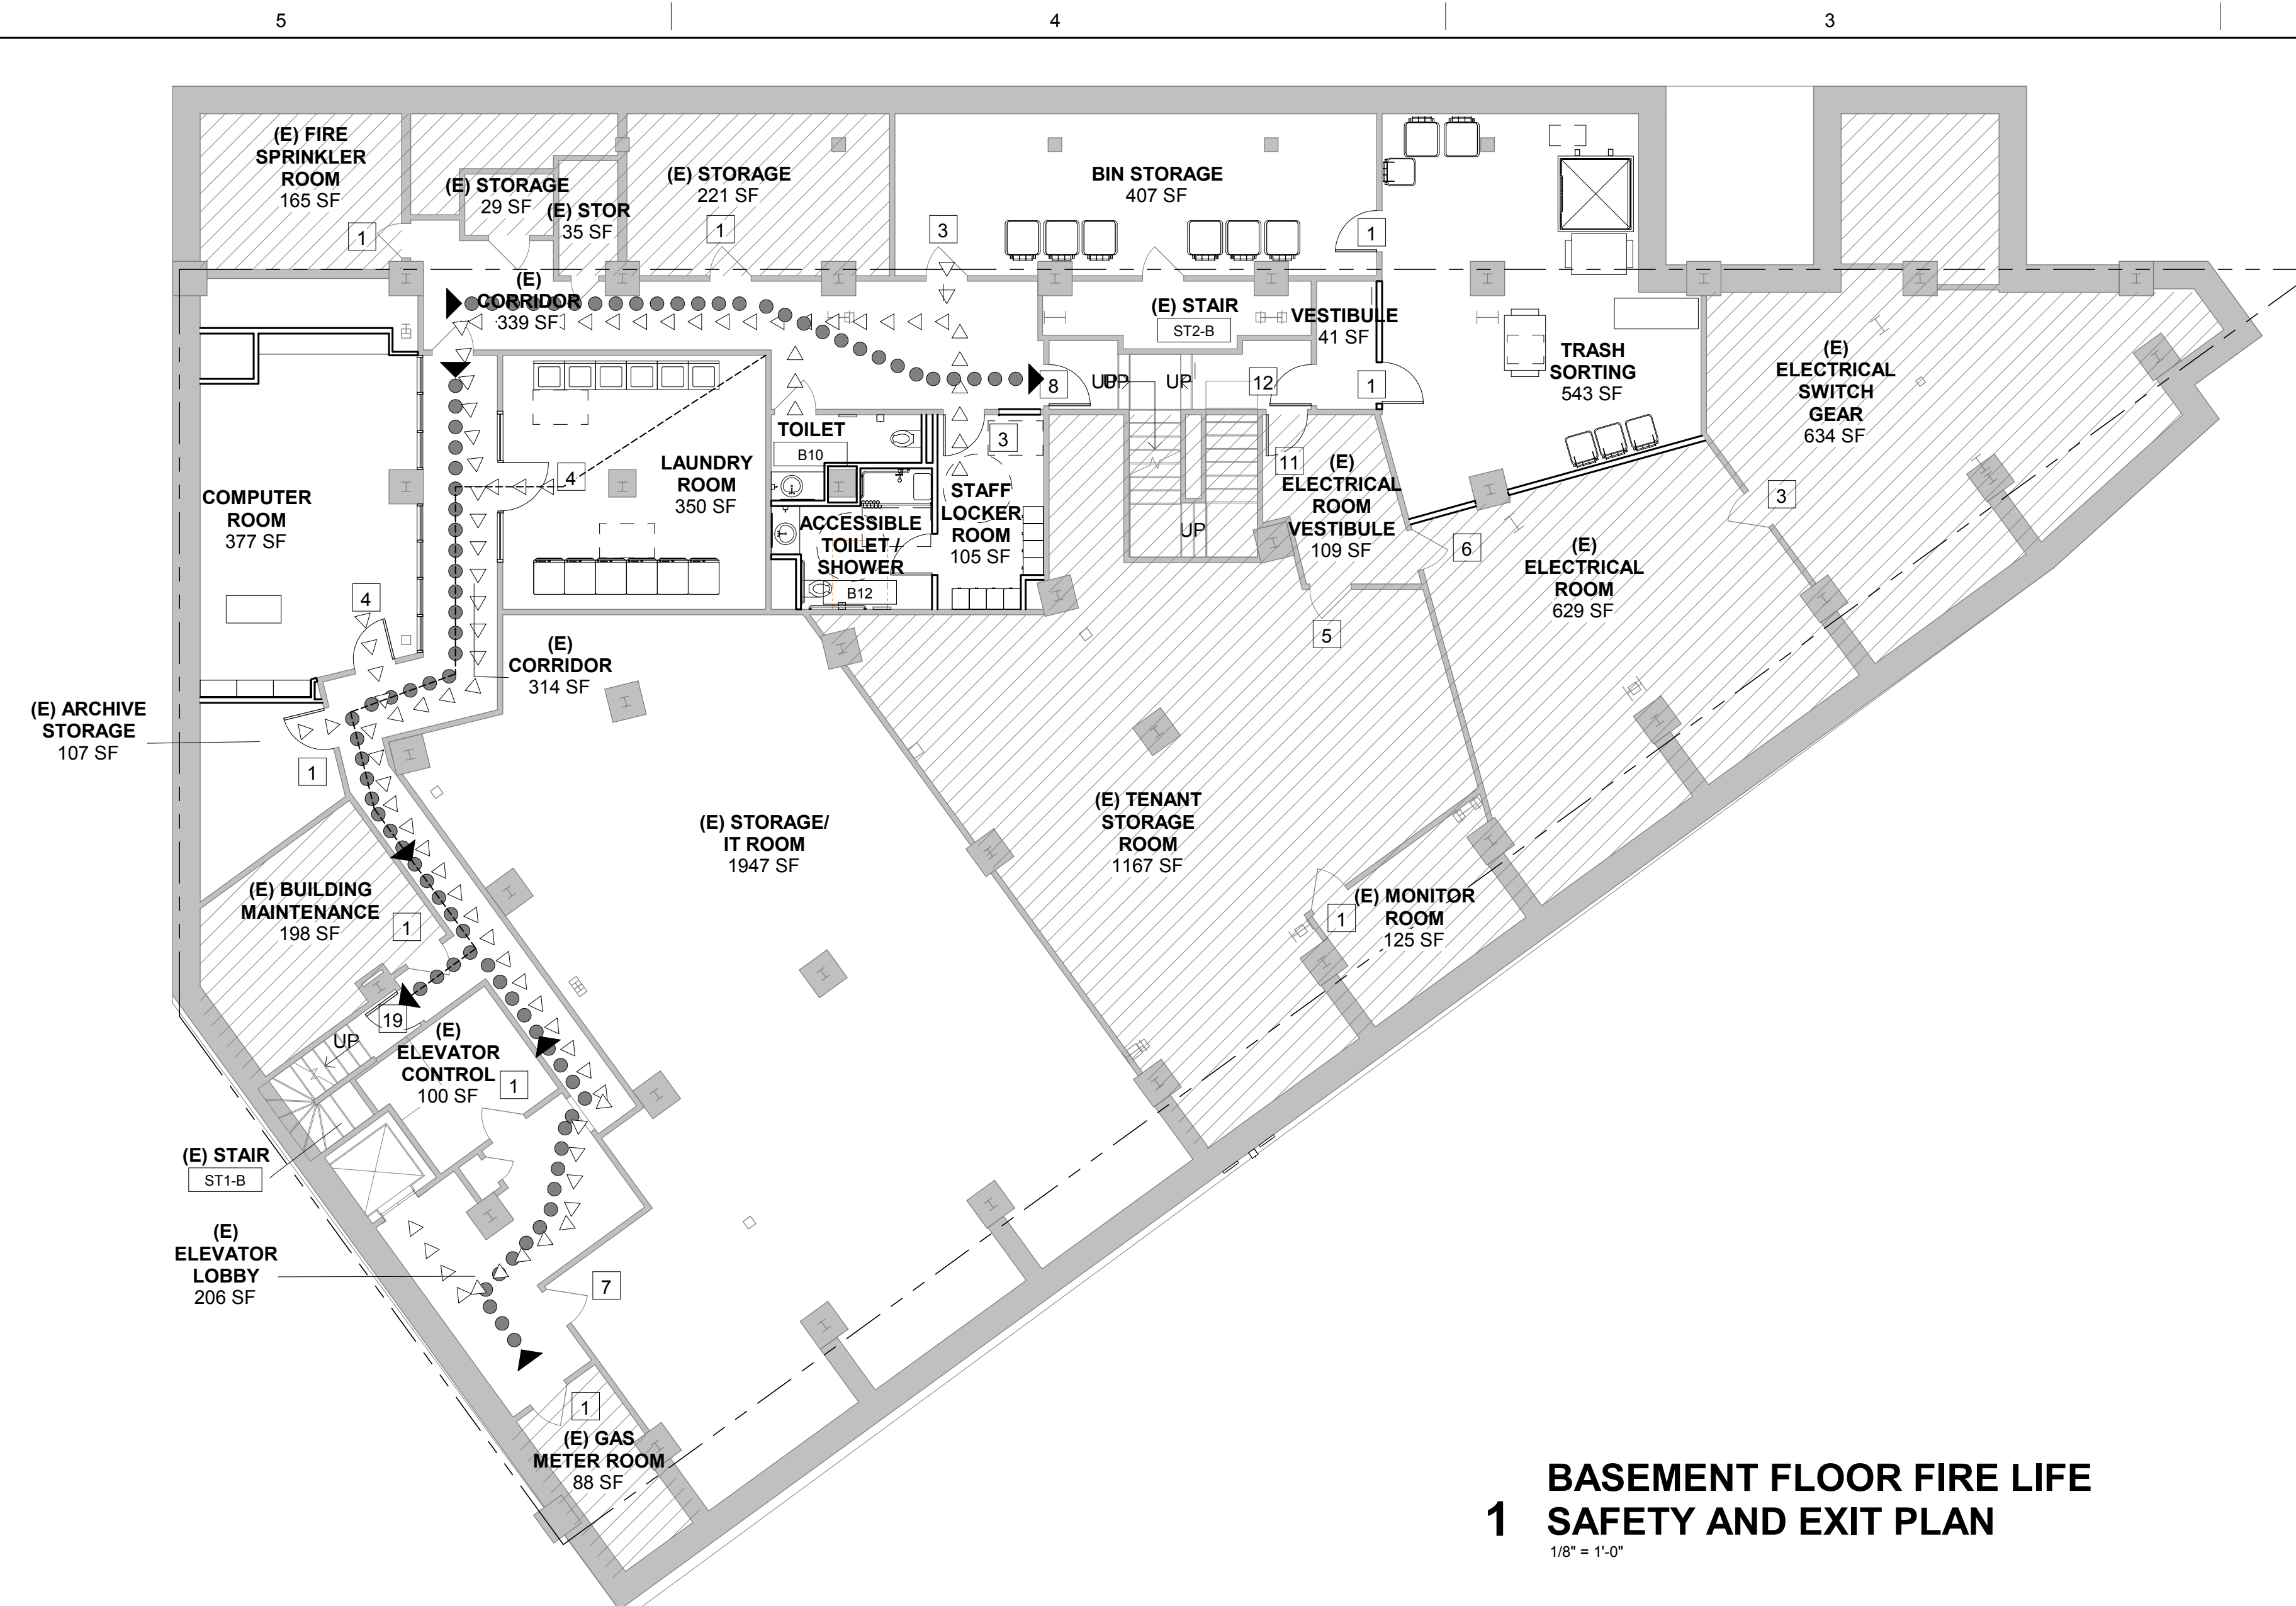 5
4
3
(E) FIRE
SPRINKLER
ROOM
165 SF
1
(E) STORAGE
29 SF
(E) STOR
35 SF
(E) STORAGE
221 SF
1
3
BIN STORAGE
407 SF
1
(E)
CORRIDOR
339 SF
(E) STAIR
ST2-B
VESTIBULE
41 SF
1
8
UP
UP
UP
12
TRASH
SORTING
543 SF
(E)
ELECTRICAL
SWITCH
GEAR
634 SF
3
COMPUTER
ROOM
377 SF
4
4
LAUNDRY
ROOM
350 SF
TOILET
B10
3
STAFF
LOCKER
ROOM
105 SF
ACCESSIBLE
TOILET /
SHOWER
B12
UP
11
(E)
ELECTRICAL
ROOM
VESTIBULE
109 SF
6
5
(E)
ELECTRICAL
ROOM
629 SF
(E)
CORRIDOR
314 SF
(E) ARCHIVE
STORAGE
107 SF
1
(E) STORAGE/
IT ROOM
1947 SF
(E) TENANT
STORAGE
ROOM
1167 SF
(E) BUILDING
MAINTENANCE
198 SF
1
(E) MONITOR
ROOM
125 SF
1
19
UP
(E)
ELEVATOR
CONTROL
100 SF
1
(E) STAIR
ST1-B
(E)
ELEVATOR
LOBBY
206 SF
7
1
(E) GAS
METER ROOM
88 SF
1
BASEMENT FLOOR FIRE LIFE
SAFETY AND EXIT PLAN
1/8" = 1'-0"